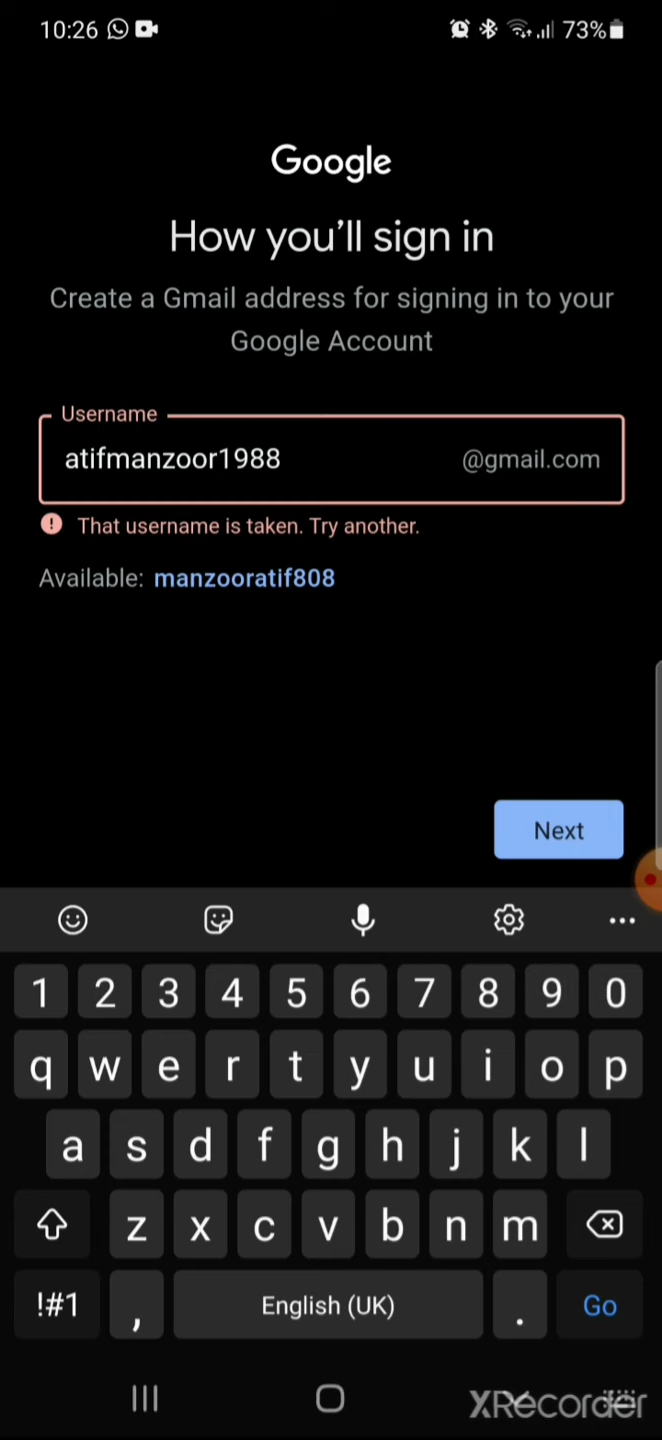 10:26 73%
Google
How you’ll sign in
Create a Gmail address for signing in to your
Google Account
Username
atifmanzoor1988 @gmail.com
! That username is taken. Try another.
Available: manzooratif808
Next
1 2 3 4 5 6 7 8 9 0
q w e r t y u i o p
a s d f g h j k l
z x c v b n m
!#1 , English (UK) . Go
XRecorder